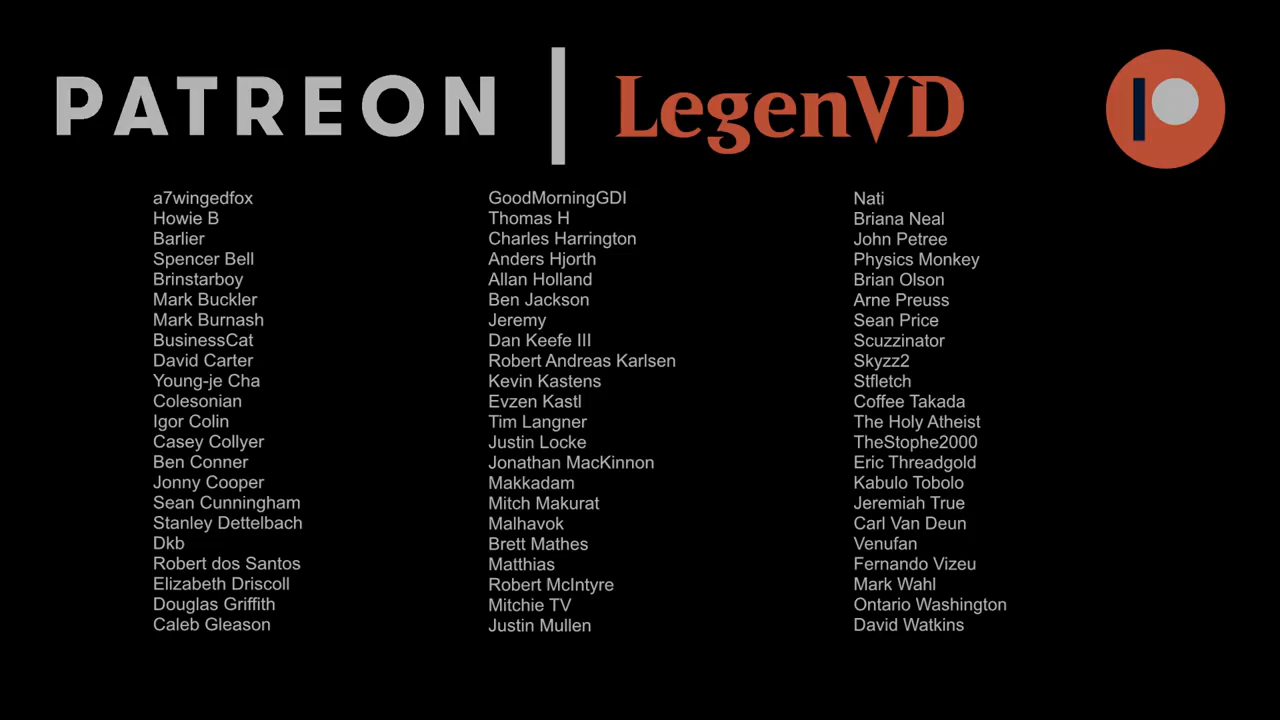 PATREON | LegenVD
a7wingedfox
Howie B
Barlier
Spencer Bell
Brinstarboy
Mark Buckler
Mark Burnash
BusinessCat
David Carter
Young-je Cha
Colesonian
Igor Colin
Casey Collyer
Ben Conner
Jonny Cooper
Sean Cunningham
Stanley Dettelbach
Dkb
Robert dos Santos
Elizabeth Driscoll
Douglas Griffith
Caleb Gleason
GoodMorningGDI
Thomas H
Charles Harrington
Anders Hjorth
Allan Holland
Ben Jackson
Jeremy
Dan Keefe III
Robert Andreas Karlsen
Kevin Kastens
Evzen Kastl
Tim Langner
Justin Locke
Jonathan MacKinnon
Makkadam
Mitch Makurat
Malhavok
Brett Mathes
Matthias
Robert McIntyre
Mitchie TV
Justin Mullen
Nati
Briana Neal
John Petree
Physics Monkey
Brian Olson
Arne Preuss
Sean Price
Scuzzinator
Skyzz2
Stfletch
Coffee Takada
The Holy Atheist
TheStophe2000
Eric Threadgold
Kabulo Tobolo
Jeremiah True
Carl Van Deun
Venufan
Fernando Vizeu
Mark Wahl
Ontario Washington
David Watkins